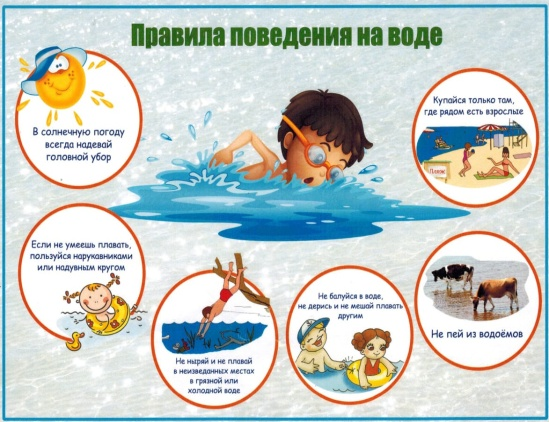 Правила поведения на воде
В солнечную погоду
всегда надевай
головной убор
Купайся только там,
где рядом есть взрослые
Пляж
Если не умеешь плавать,
пользуйся нарукавниками
или надувным кругом
Не ныряй и не плавай
в неизведанных местах
в грязной или
холодной воде
Не балуйся в воде,
не дерись и не мешай плавать
другим
Не пей из водоёмов